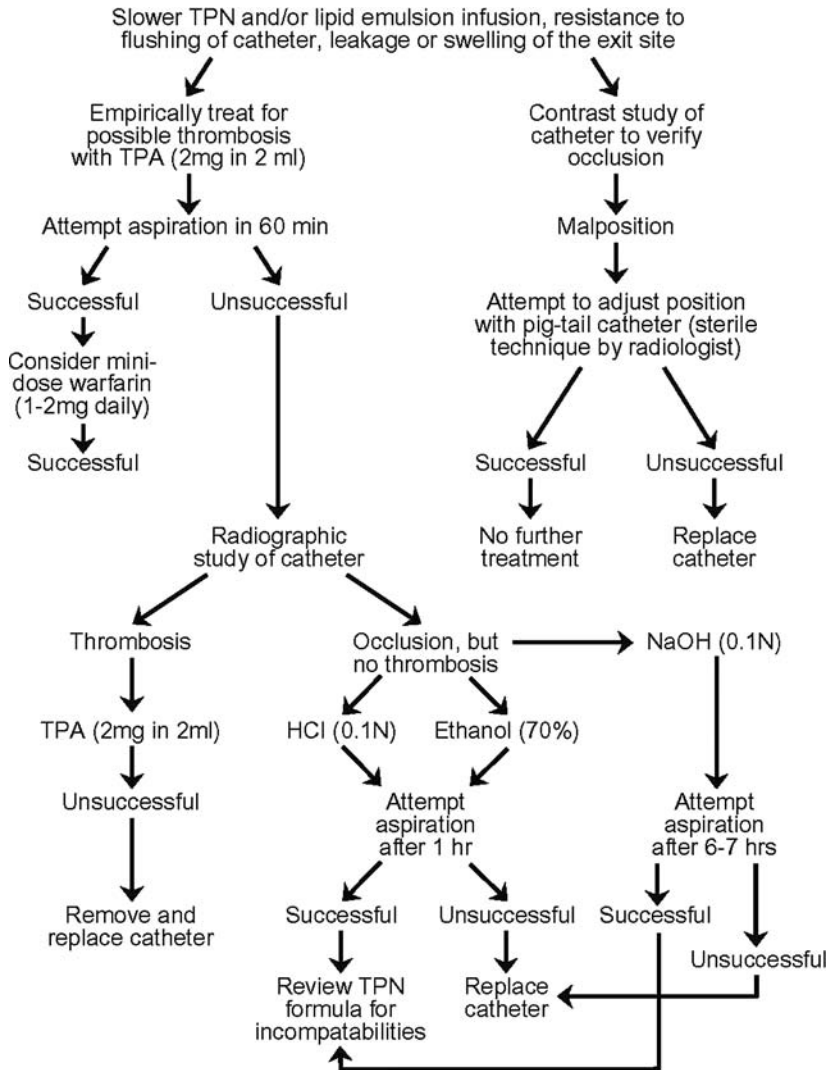 Slower TPN and/or lipid emulsion infusion, resistance to
flushing of catheter, leakage or swelling of the exit site
Empirically treat for
possible thrombosis
with TPA (2mg in 2 ml)
Contrast study of
catheter to verify
occlusion
Attempt aspiration in 60 min
Malposition
Successful
Unsuccessful
Attempt to adjust position
with pig-tail catheter (sterile
technique by radiologist)
Consider mini-
dose warfarin
(1-2mg daily)
Successful
Successful
Unsuccessful
No further
treatment
Replace
catheter
Radiographic
study of catheter
Thrombosis
Occlusion, but
no thrombosis
NaOH (0.1N)
TPA (2mg in 2ml)
HCl (0.1N)
Ethanol (70%)
Unsuccessful
Attempt
aspiration
after 1 hr
Attempt
aspiration
after 6-7 hrs
Remove and
replace catheter
Successful
Unsuccessful
Successful
Unsuccessful
Review TPN
formula for
incompatabilities
Replace
catheter